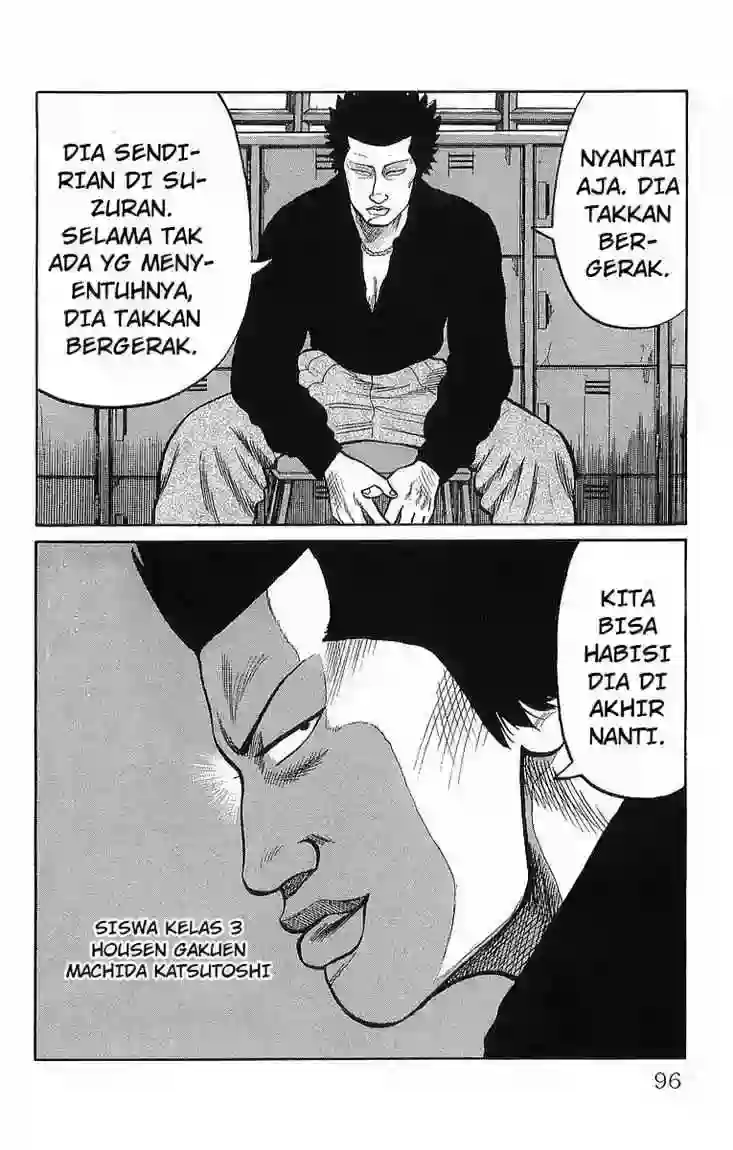 NYANTAI
AJA. DIA
TAKKAN
BER-
GERAK.
DIA SENDI-
RIAN DI SU-
ZURAN.
SELAMA TAK
ADA YG MENY-
ENTUHNYA,
DIA TAKKAN
BERGERAK.
KITA
BISA
HABISI
DIA DI
AKHIR
NANTI.
SISWA KELAS 3
HOUSEN GAKUEN
MACHIDA KATSUTOSHI
96